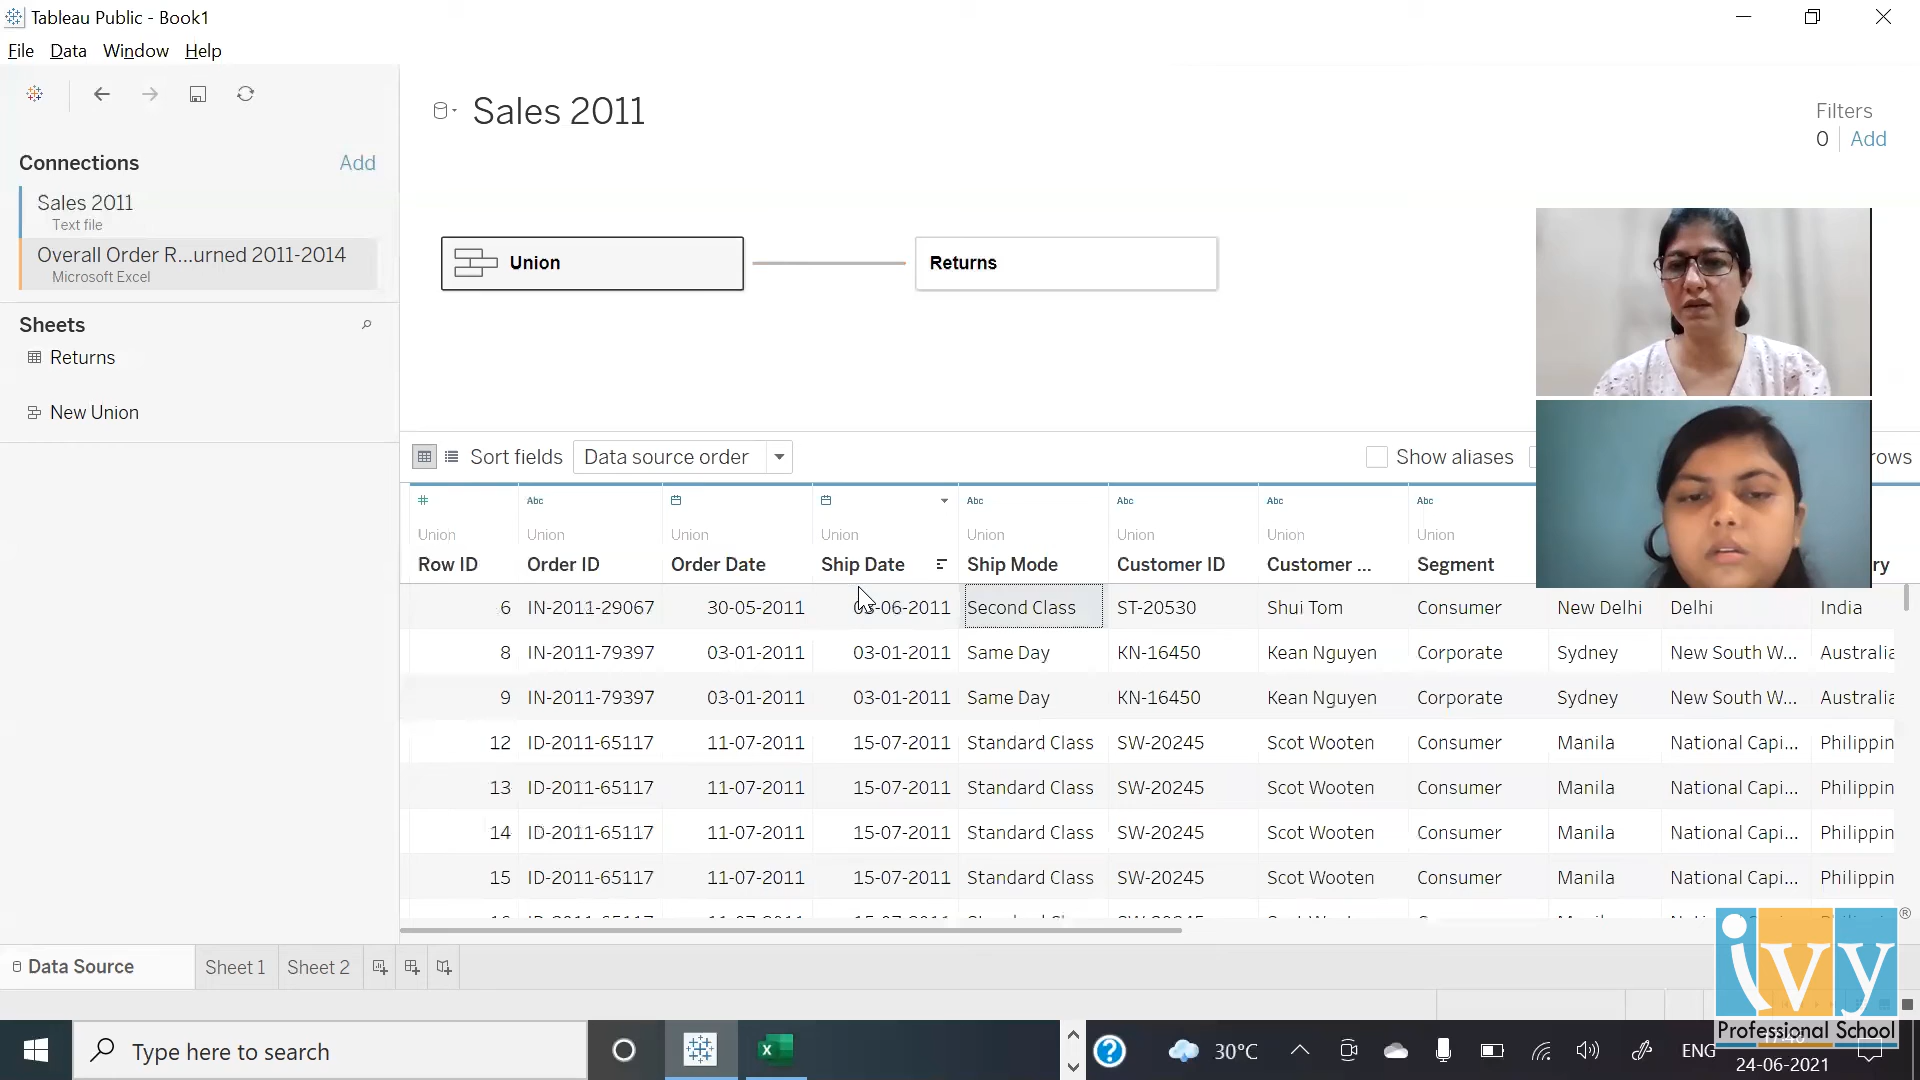 Tableau Public - Book1
File Data Window Help
Connections Add
Sales 2011
Text file
Overall Order R...urned 2011-2014
Microsoft Excel
Sheets
Returns
New Union
Sales 2011
Filters
0 Add
Union
Returns
Sort fields Data source order Show aliases rows
# Abc Abc Abc Abc Abc
Union Union Union Union Union Union Union Union
Row ID Order ID Order Date Ship Date Ship Mode Customer ID Customer ... Segment ry
6 IN-2011-29067 30-05-2011 03-06-2011 Second Class ST-20530 Shui Tom Consumer New Delhi Delhi India
8 IN-2011-79397 03-01-2011 03-01-2011 Same Day KN-16450 Kean Nguyen Corporate Sydney New South W... Australia
9 IN-2011-79397 03-01-2011 03-01-2011 Same Day KN-16450 Kean Nguyen Corporate Sydney New South W... Australia
12 ID-2011-65117 11-07-2011 15-07-2011 Standard Class SW-20245 Scot Wooten Consumer Manila National Capi... Philippin
13 ID-2011-65117 11-07-2011 15-07-2011 Standard Class SW-20245 Scot Wooten Consumer Manila National Capi... Philippin
14 ID-2011-65117 11-07-2011 15-07-2011 Standard Class SW-20245 Scot Wooten Consumer Manila National Capi... Philippin
15 ID-2011-65117 11-07-2011 15-07-2011 Standard Class SW-20245 Scot Wooten Consumer Manila National Capi... Philippin
Data Source Sheet 1 Sheet 2
ivy ®
Professional School
Type here to search
30°C ENG
24-06-2021